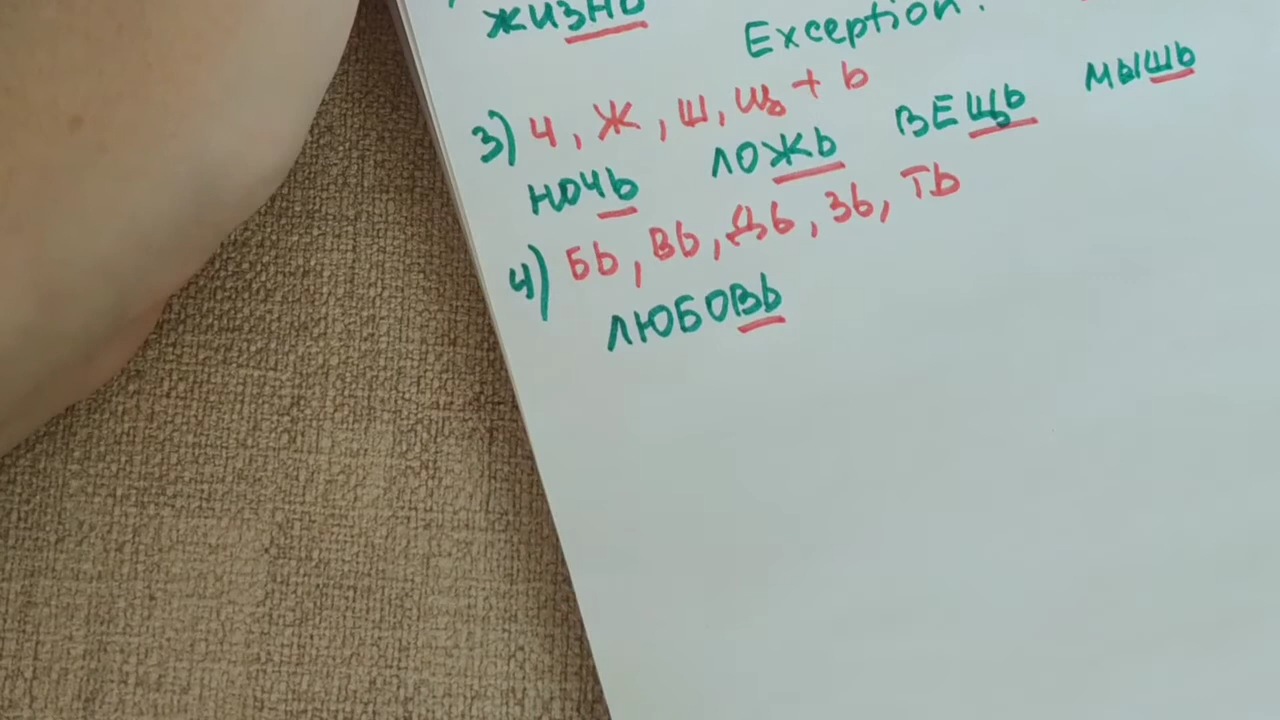 ЖИЗНЬ
Exception:
3) Ч, Ж, Ш, Щ + Ь
НОЧЬ ЛОЖЬ ВЕЩЬ МЫШЬ
4) БЬ, ВЬ, ДЬ, ЗЬ, ТЬ
ЛЮБОВЬ